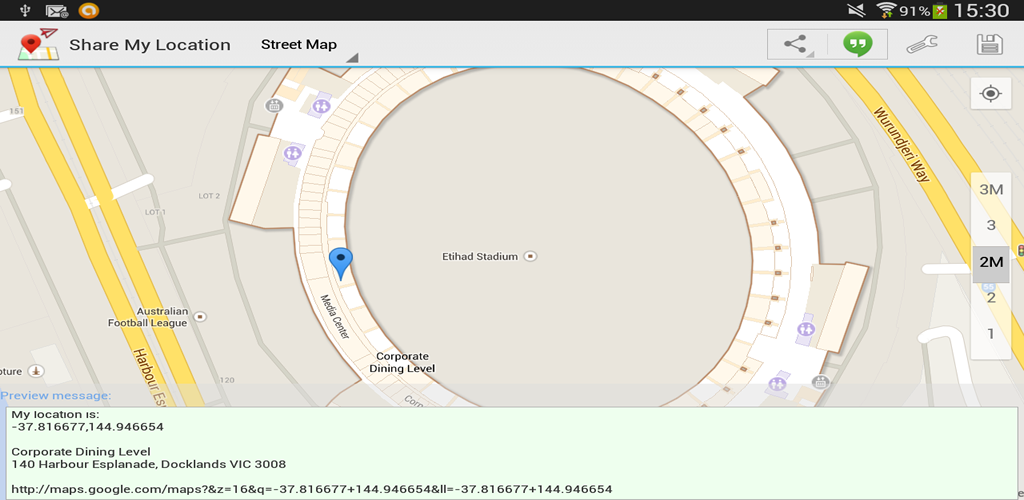 91% 15:30
Share My Location
Street Map
151
Wurundjeri Way
3M
LOT 2
LOT 1
3
Etihad Stadium
2M
Media Center
2
Australian
Football League
1
Harbour Es
Corporate
Dining Level
pture
120
Corp
Preview message:
My location is:
-37.816677,144.946654
Corporate Dining Level
140 Harbour Esplanade, Docklands VIC 3008
http://maps.google.com/maps?&z=16&q=-37.816677+144.946654&ll=-37.816677+144.946654